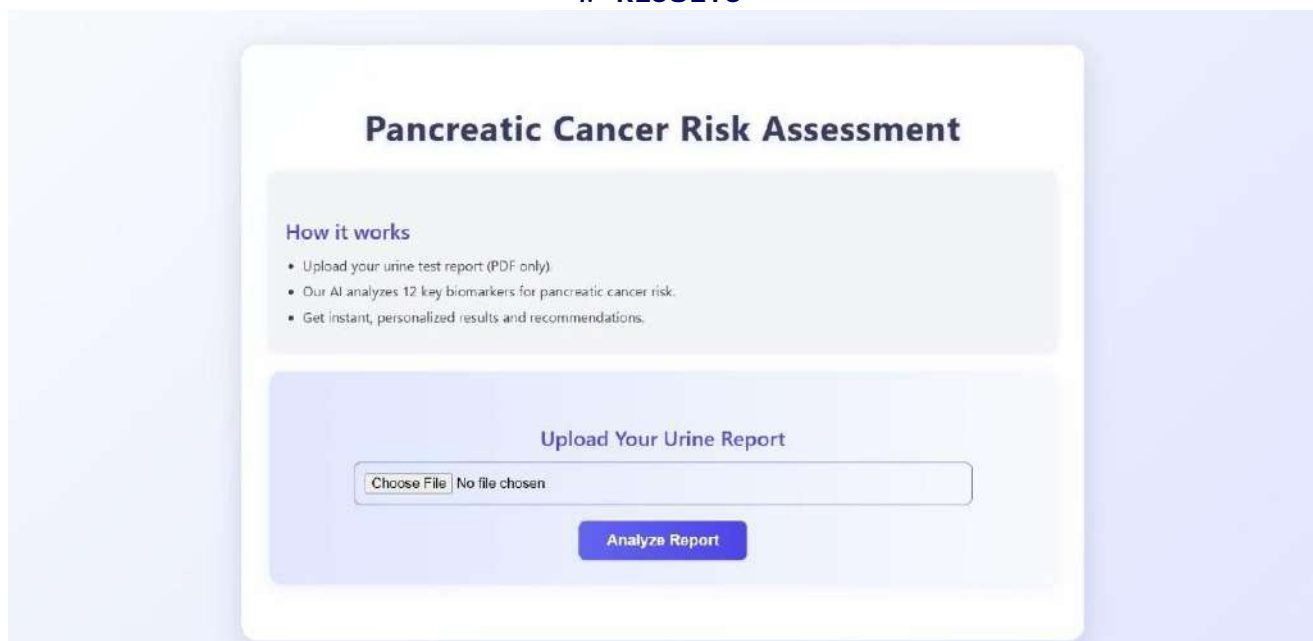 Pancreatic Cancer Risk Assessment
How it works
• Upload your urine test report (PDF only).
• Our AI analyzes 12 key biomarkers for pancreatic cancer risk.
• Get instant, personalized results and recommendations.
Upload Your Urine Report
Choose File No file chosen
Analyze Report